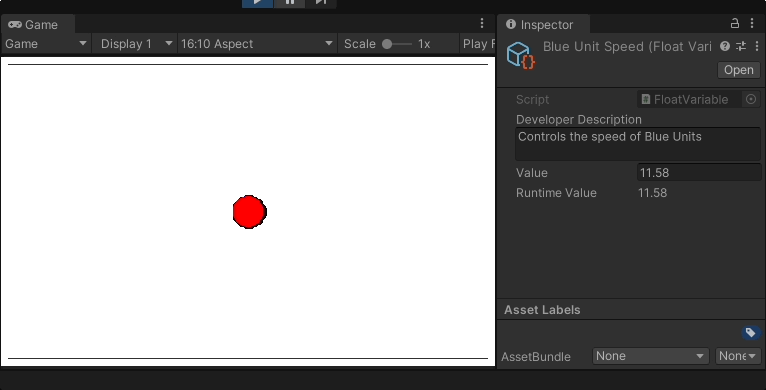 Game
Inspector
Game Display 1 16:10 Aspect Scale 1x Play F
Blue Unit Speed (Float Vari
Open
Script FloatVariable
Developer Description
Controls the speed of Blue Units
Value 11.58
Runtime Value 11.58
Asset Labels
AssetBundle None None